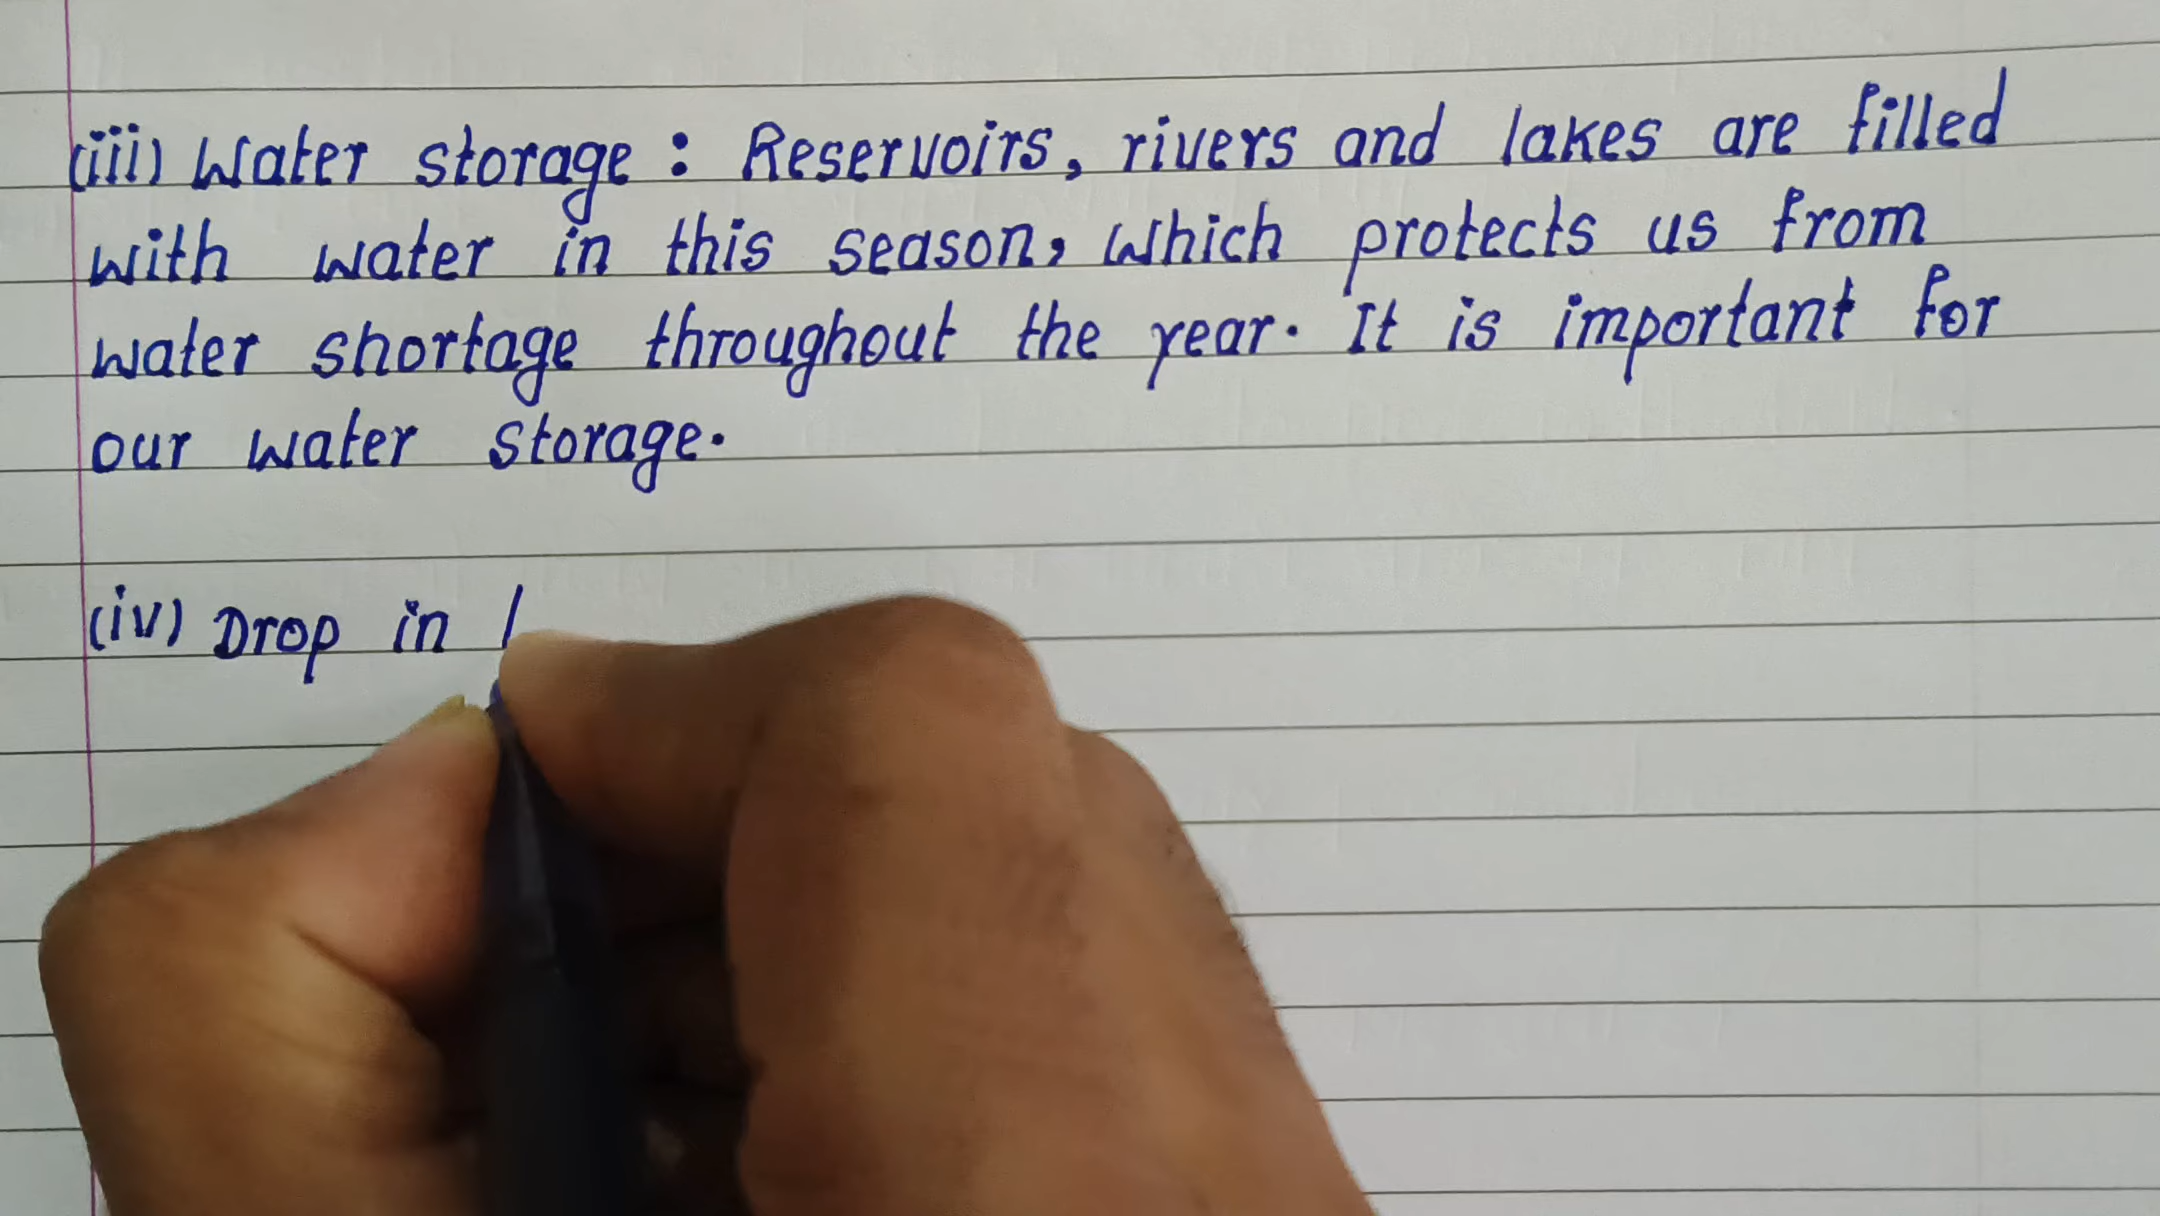 (iii) Water storage : Reservoirs, rivers and lakes are filled
with water in this season, which protects us from
water shortage throughout the year. It is important for
our water storage.
(iv) Drop in